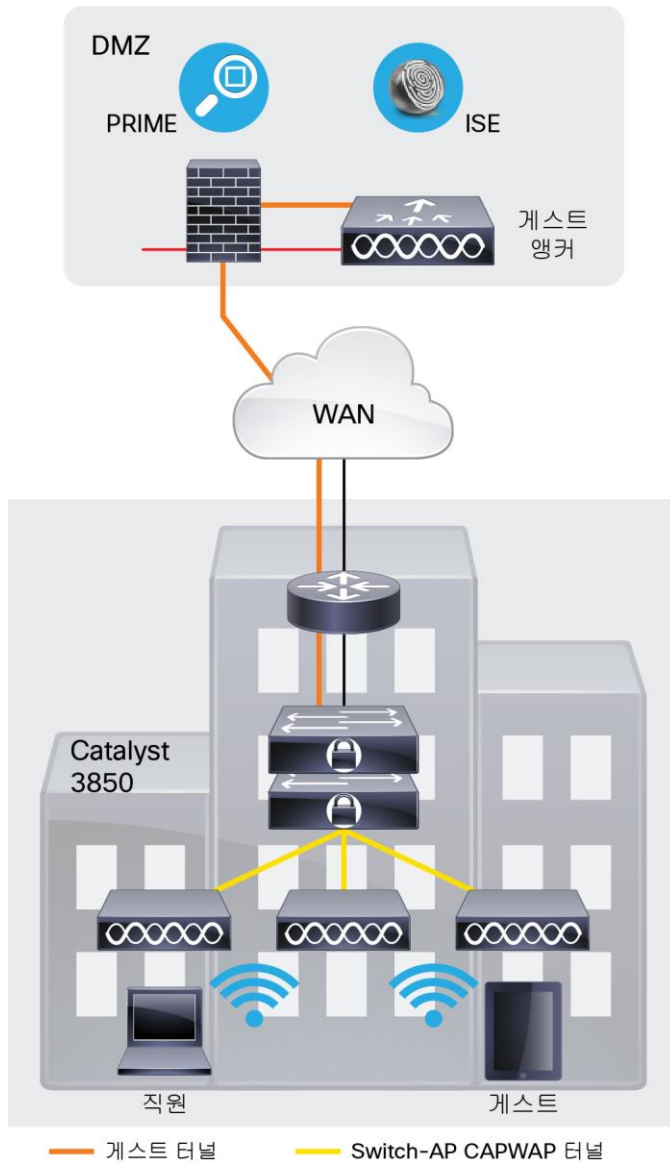 DMZ
PRIME
ISE
게스트
앵커
WAN
Catalyst
3850
직원
게스트
게스트 터널
Switch-AP CAPWAP 터널